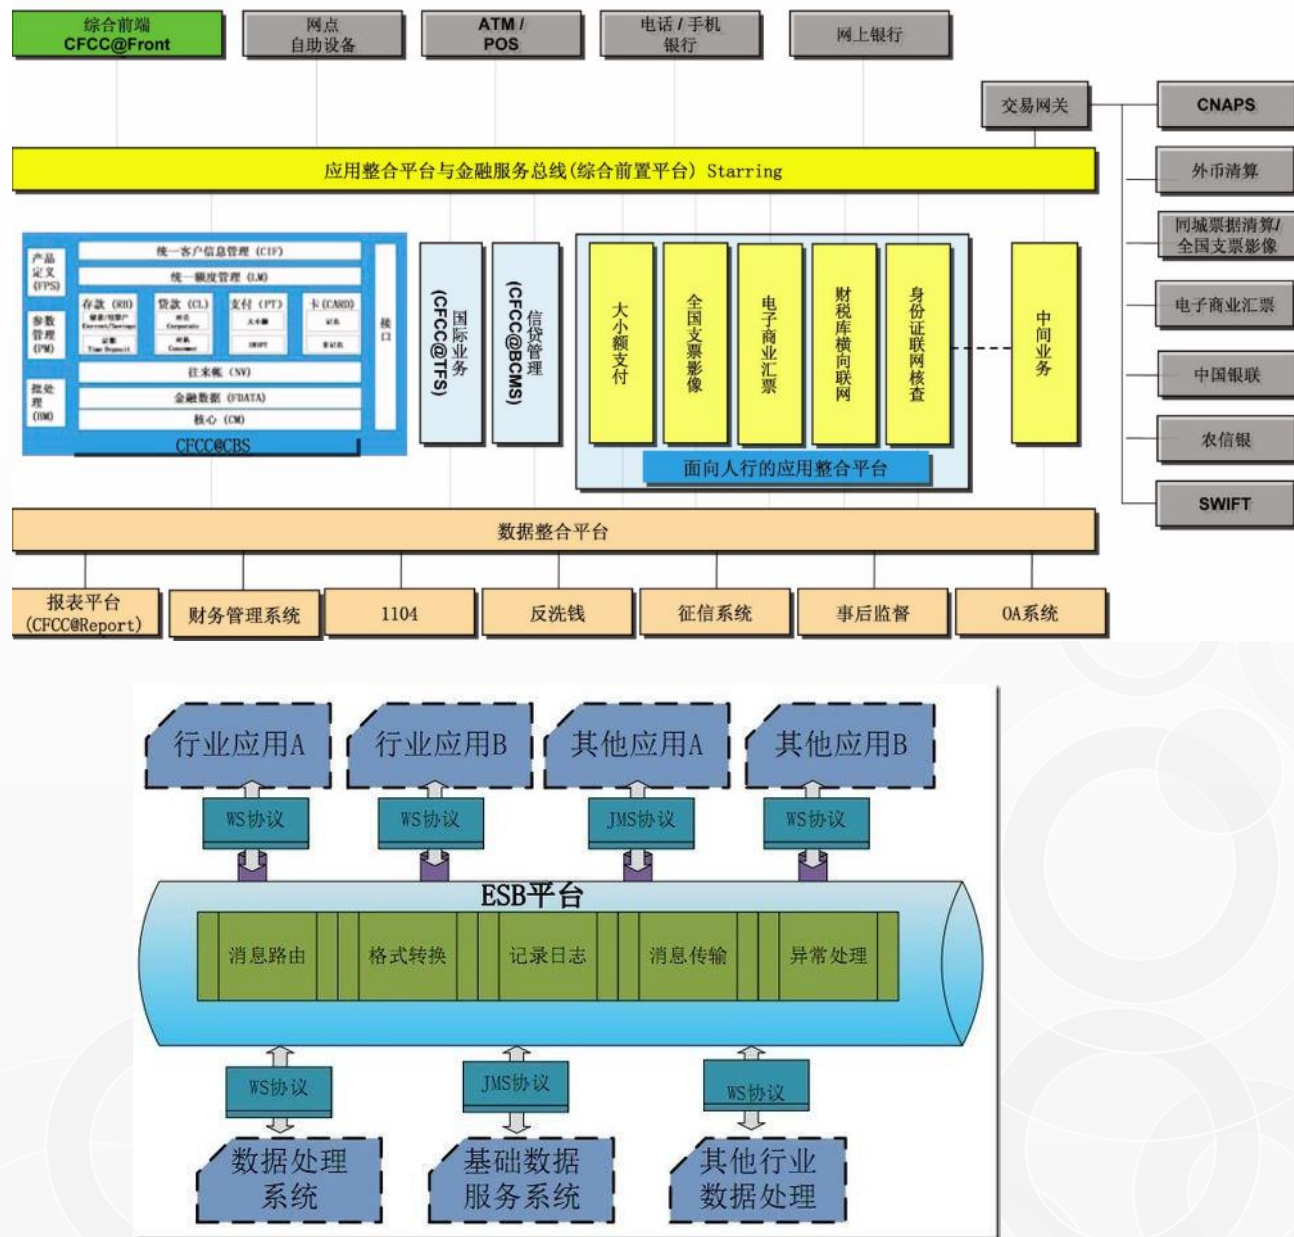 综合前端
CFCC@Front
网点
自助设备
ATM /
POS
电话 / 手机
银行
网上银行
交易网关
CNAPS
外币清算
同城票据清算/
全国支票影像
电子商业汇票
中国银联
农信银
SWIFT
应用整合平台与金融服务总线(综合前置平台) Starring
产品
定义
(FPS)
参数
管理
(PM)
批处
理
(BM)
统一客户信息管理 (CIF)
统一额度管理 (LM)
存款 (RB)
Current/Savings
Time Deposit
贷款 (CL)
对公
Corporate
Consumer
支付 (PT)
大小额
SWIFT
卡(CARD)
往来帐 (NV)
金融数据 (FDATA)
核心 (CM)
接口
CFCC@CBS
国际业务
(CFCC@TFS)
信贷管理
(CFCC@BCMS)
大小额支付
全国支票影像
电子商业汇票
财税库横向联网
身份证联网核查
中间业务
面向人行的应用整合平台
数据整合平台
报表平台
(CFCC@Report)
财务管理系统
1104
反洗钱
征信系统
事后监督
OA系统
行业应用A
行业应用B
其他应用A
其他应用B
WS协议
WS协议
JMS协议
WS协议
ESB平台
消息路由
格式转换
记录日志
消息传输
异常处理
WS协议
JMS协议
WS协议
数据处理
系统
基础数据
服务系统
其他行业
数据处理